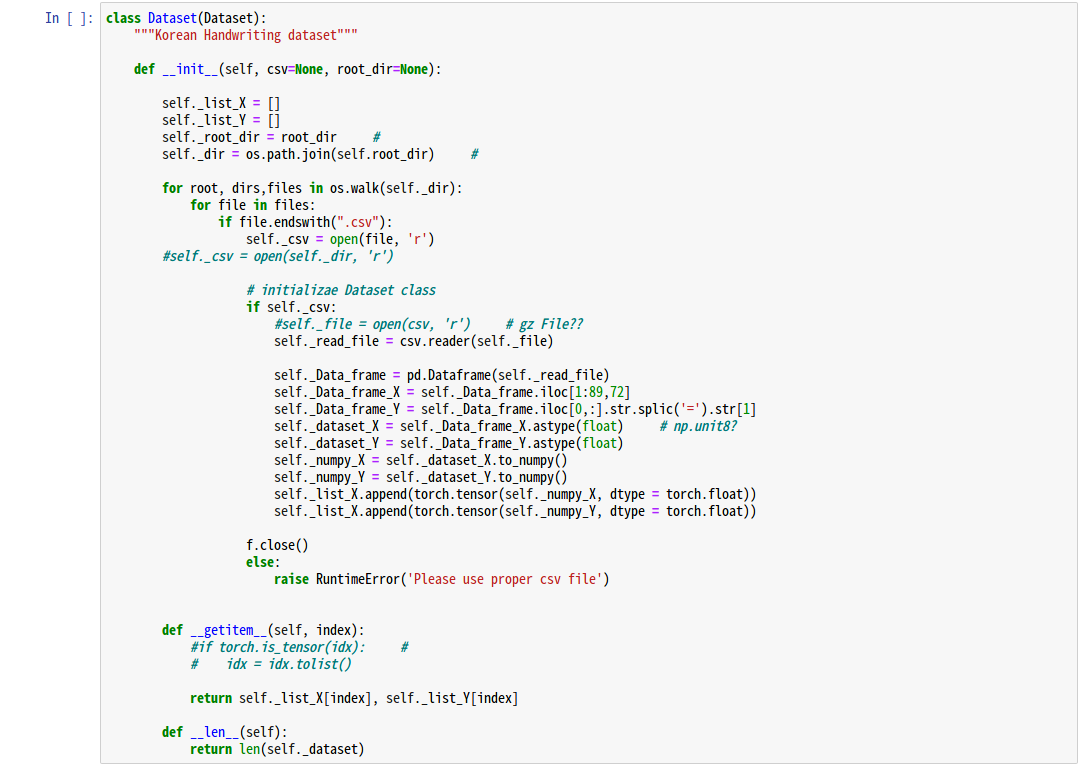 In [ ]: class Dataset(Dataset):
    """Korean Handwriting dataset"""

    def __init__(self, csv=None, root_dir=None):

        self._list_X = []
        self._list_Y = []
        self._root_dir = root_dir     #
        self._dir = os.path.join(self.root_dir)     #

        for root, dirs,files in os.walk(self._dir):
            for file in files:
                if file.endswith(".csv"):
                    self._csv = open(file, 'r')
        #self._csv = open(self._dir, 'r')

                    # initializae Dataset class
                    if self._csv:
                        #self._file = open(csv, 'r')     # gz File??
                        self._read_file = csv.reader(self._file)

                        self._Data_frame = pd.Dataframe(self._read_file)
                        self._Data_frame_X = self._Data_frame.iloc[1:89,72]
                        self._Data_frame_Y = self._Data_frame.iloc[0,:].str.splic('=').str[1]
                        self._dataset_X = self._Data_frame_X.astype(float)     # np.unit8?
                        self._dataset_Y = self._Data_frame_Y.astype(float)
                        self._numpy_X = self._dataset_X.to_numpy()
                        self._numpy_Y = self._dataset_Y.to_numpy()
                        self._list_X.append(torch.tensor(self._numpy_X, dtype = torch.float))
                        self._list_X.append(torch.tensor(self._numpy_Y, dtype = torch.float))

                    f.close()
                    else:
                        raise RuntimeError('Please use proper csv file')


        def __getitem__(self, index):
            #if torch.is_tensor(idx):     #
            #    idx = idx.tolist()

            return self._list_X[index], self._list_Y[index]

        def __len__(self):
            return len(self._dataset)